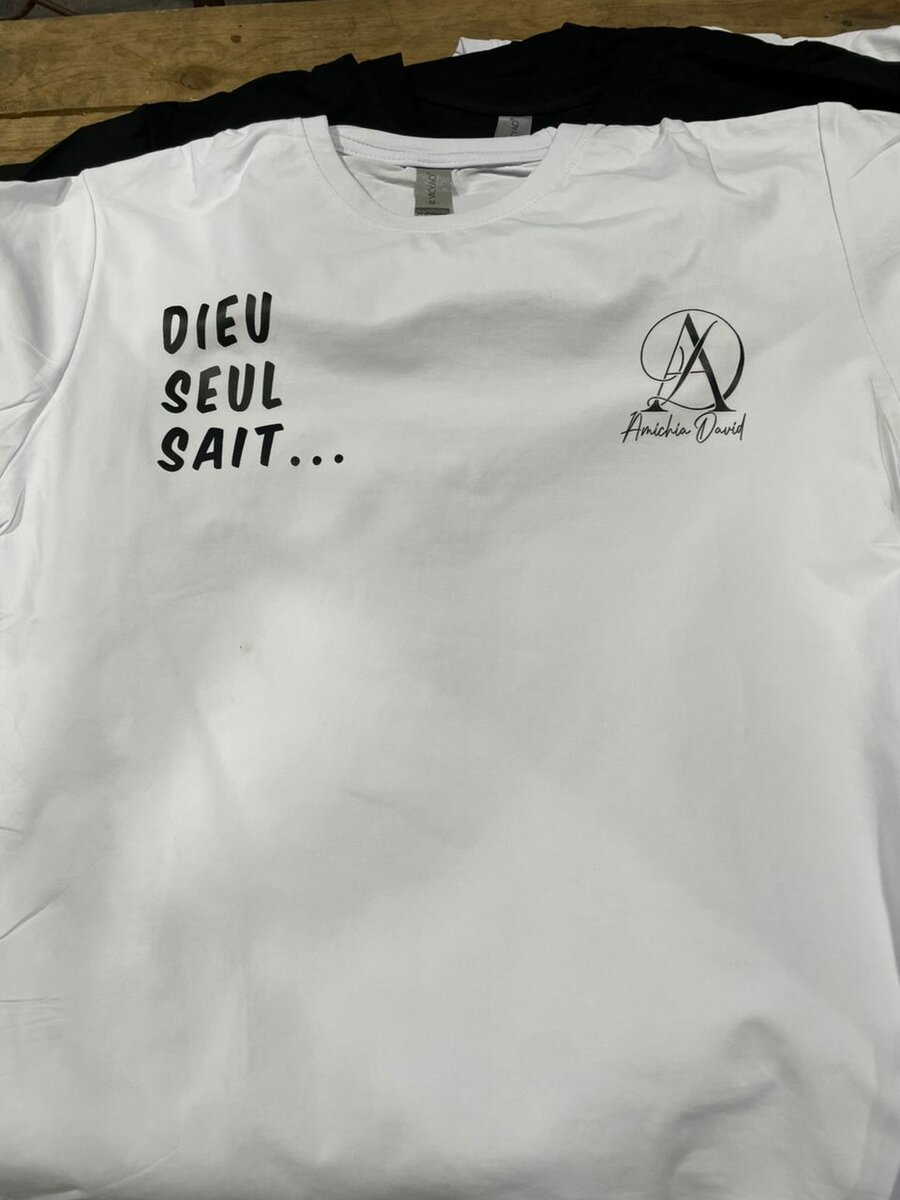 DIEU
SEUL
SAIT...
Amichia David
-M-